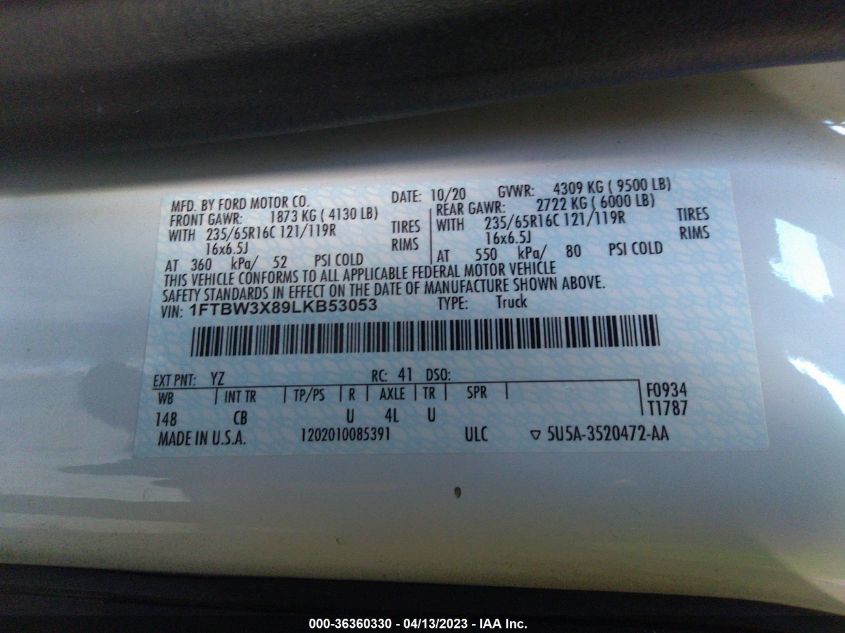 MFD. BY FORD MOTOR CO. DATE: 10/20 GVWR: 4309 KG ( 9500 LB)
FRONT GAWR: 1873 KG ( 4130 LB) REAR GAWR: 2722 KG ( 6000 LB)
WITH 235/65R16C 121/119R TIRES WITH 235/65R16C 121/119R TIRES
16x6.5J RIMS 16x6.5J RIMS
AT 360 kPa/ 52 PSI COLD AT 550 kPa/ 80 PSI COLD
THIS VEHICLE CONFORMS TO ALL APPLICABLE FEDERAL MOTOR VEHICLE
SAFETY STANDARDS IN EFFECT ON THE DATE OF MANUFACTURE SHOWN ABOVE.
VIN: 1FTBW3X89LKB53053 TYPE: Truck
EXT PNT: YZ RC: 41 DSO:
WB INT TR TP/PS R AXLE TR SPR F0934
148 CB U 4L U T1787
MADE IN U.S.A. 1202010085391 ULC ▽ 5U5A-3520472-AA
000-36360330 - 04/13/2023 - IAA Inc.